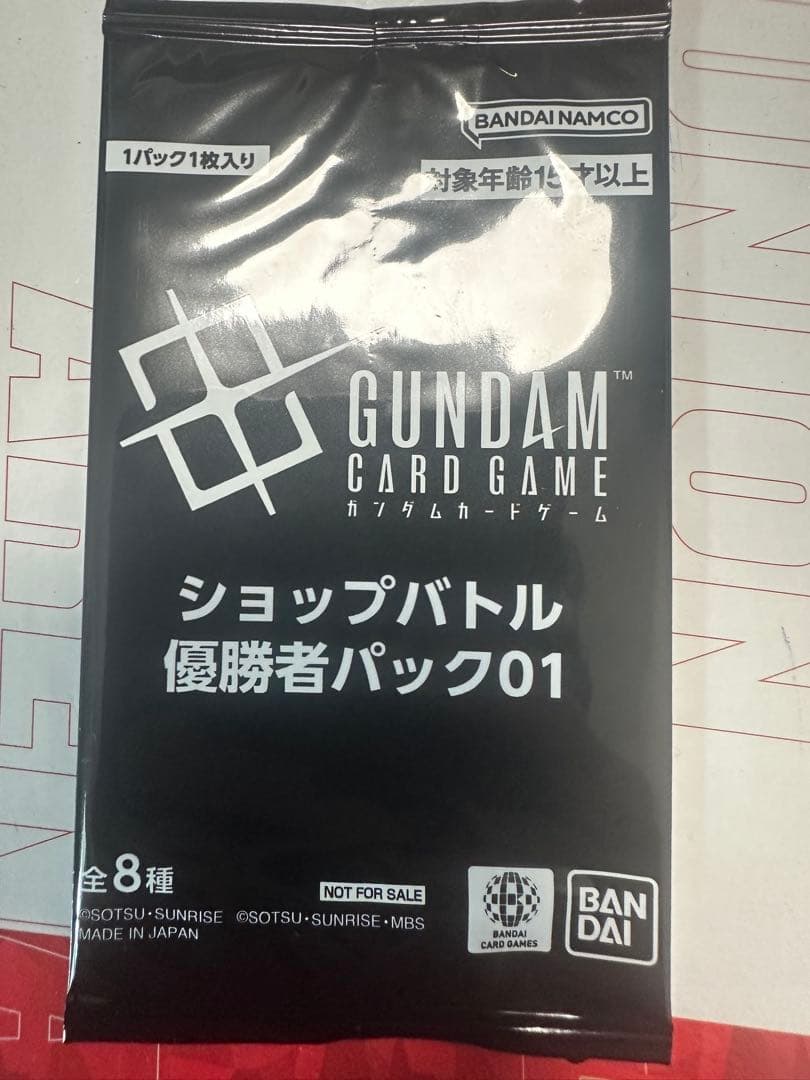 BANDAI NAMCO
1パック1枚入り
対象年齢15才以上
GUNDAM™
CARD GAME
ガンダムカードゲーム
ショップバトル
優勝者パック01
全8種
NOT FOR SALE
©SOTSU・SUNRISE ©SOTSU・SUNRISE・MBS
MADE IN JAPAN
BANDAI
CARD GAMES
BAN
DAI
UNION